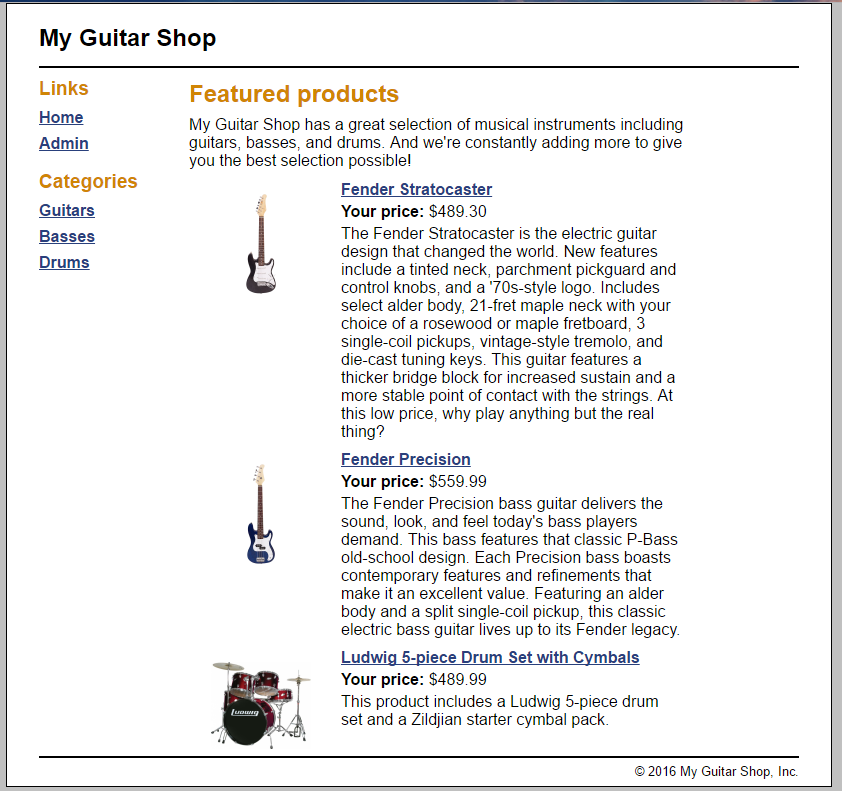 My Guitar Shop
Links
Home
Admin
Categories
Guitars
Basses
Drums
Featured products
My Guitar Shop has a great selection of musical instruments including
guitars, basses, and drums. And we're constantly adding more to give
you the best selection possible!
Fender Stratocaster
Your price: $489.30
The Fender Stratocaster is the electric guitar
design that changed the world. New features
include a tinted neck, parchment pickguard and
control knobs, and a '70s-style logo. Includes
select alder body, 21-fret maple neck with your
choice of a rosewood or maple fretboard, 3
single-coil pickups, vintage-style tremolo, and
die-cast tuning keys. This guitar features a
thicker bridge block for increased sustain and a
more stable point of contact with the strings. At
this low price, why play anything but the real
thing?
Fender Precision
Your price: $559.99
The Fender Precision bass guitar delivers the
sound, look, and feel today's bass players
demand. This bass features that classic P-Bass
old-school design. Each Precision bass boasts
contemporary features and refinements that
make it an excellent value. Featuring an alder
body and a split single-coil pickup, this classic
electric bass guitar lives up to its Fender legacy.
Ludwig
Ludwig 5-piece Drum Set with Cymbals
Your price: $489.99
This product includes a Ludwig 5-piece drum
set and a Zildjian starter cymbal pack.
© 2016 My Guitar Shop, Inc.